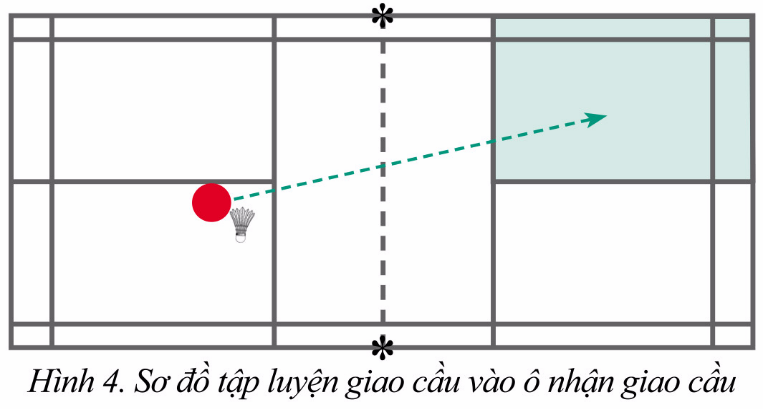 Hình 4. Sơ đồ tập luyện giao cầu vào ô nhận giao cầu